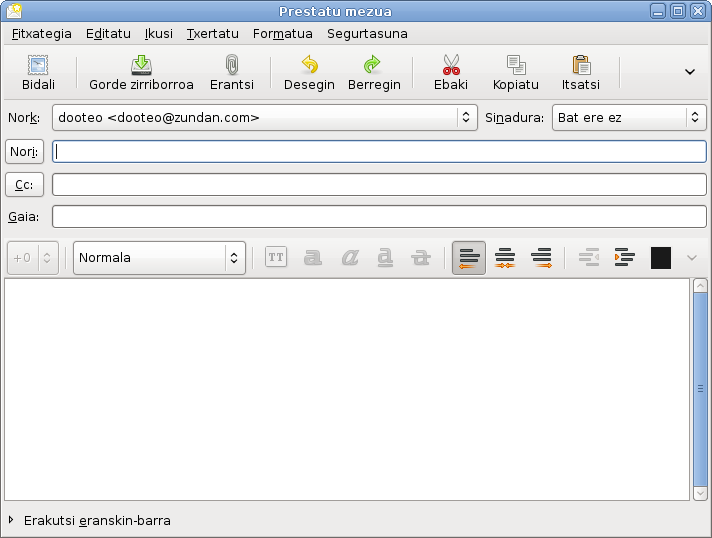 Prestatu mezua
Fitxategia Editatu Ikusi Txertatu Formatua Segurtasuna
Bidali Gorde zirriborroa Erantsi Desegin Berregin Ebaki Kopiatu Itsatsi
Nork: dooteo <dooteo@zundan.com> Sinadura: Bat ere ez
Nori:
Cc:
Gaia:
+0 Normala TT a a a a
Erakutsi eranskin-barra